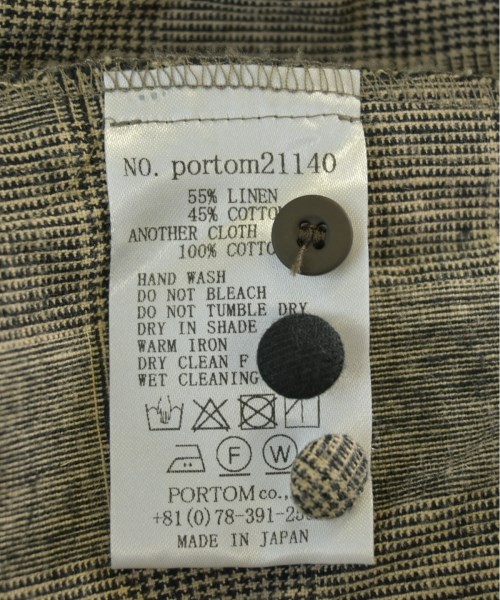 NO. portom21140
55% LINEN
45% COTTO
ANOTHER CLOTH
100% COTTO
HAND WASH
DO NOT BLEACH
DO NOT TUMBLE DRY
DRY IN SHADE
WARM IRON
DRY CLEAN F
WET CLEANING
F W
PORTOM co.,
+81(0)78-391-25
MADE IN JAPAN